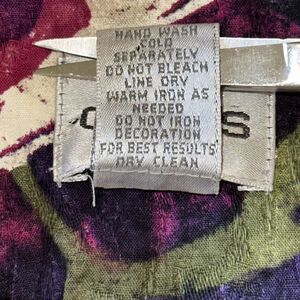 HAND WASH
COLD
SEPARATELY
DO NOT BLEACH
LINE DRY
WARM IRON AS
NEEDED
DO NOT IRON
DECORATION
FOR BEST RESULTS
DRY CLEAN